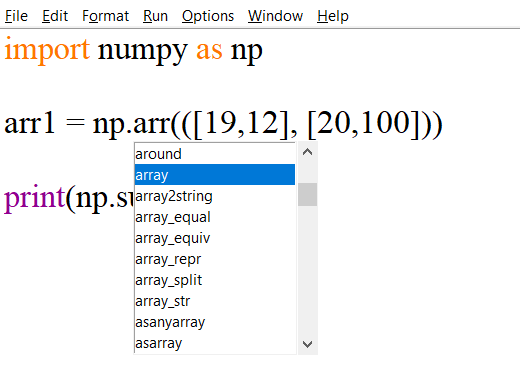 File Edit Format Run Options Window Help
import numpy as np
arr1 = np.arr(([19,12], [20,100]))
around
array
array2string
print(np.su
array_equal
array_equiv
array_repr
array_split
array_str
asanyarray
asarray